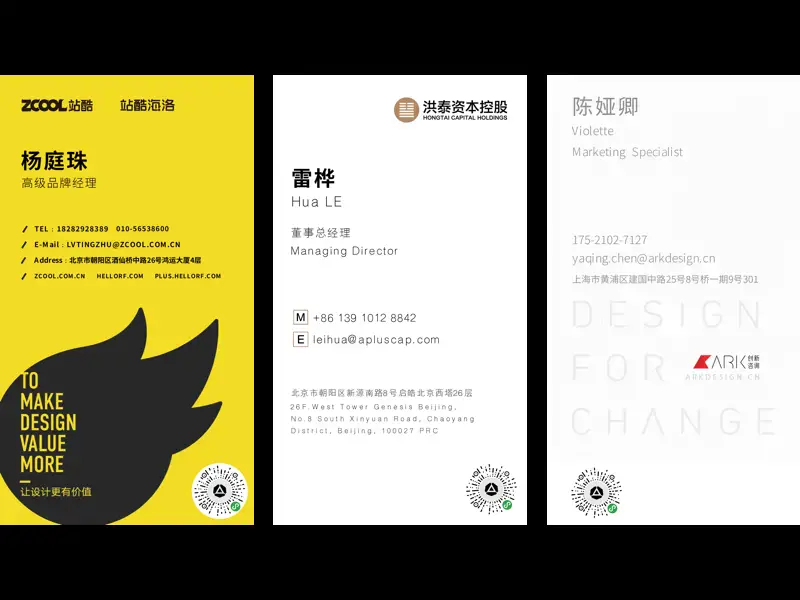 ZCOOL站酷 站酷海洛
杨庭珠
高级品牌经理
TEL：18282928389 010-56538600
E-Mail：LVTINGZHU@ZCOOL.COM.CN
Address：北京市朝阳区酒仙桥中路26号鸿运大厦4层
ZCOOL.COM.CN HELLORF.COM PLUS.HELLORF.COM
TO
MAKE
DESIGN
VALUE
MORE
让设计更有价值
洪泰资本控股
HONGTAI CAPITAL HOLDINGS
雷桦
Hua LE
董事总经理
Managing Director
M +86 139 1012 8842
E leihua@apluscap.com
北京市朝阳区新源南路8号启皓北京西塔26层
26F.West Tower Genesis Beijing,
No.8 South Xinyuan Road, Chaoyang
District, Beijing, 100027 PRC
陈娅卿
Violette
Marketing Specialist
175-2102-7127
yaqing.chen@arkdesign.cn
上海市黄浦区建国中路25号8号桥一期9号301
DESIGN
FOR
CHANGE
ARK创新咨询
ARKDESIGN.CN